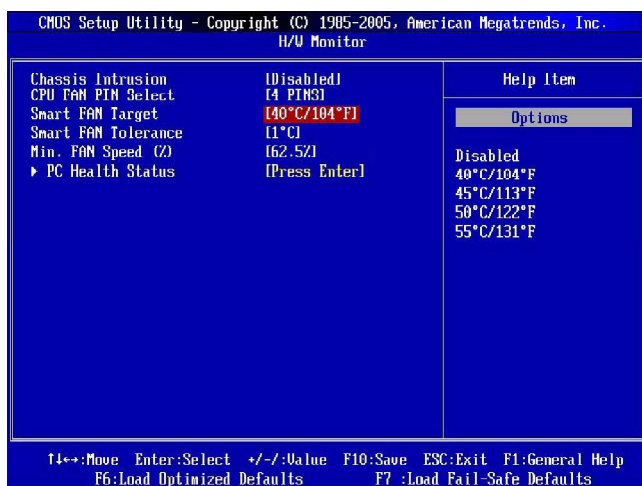 CMOS Setup Utility - Copyright (C) 1985-2005, American Megatrends, Inc.
H/W Monitor
Chassis Intrusion [Disabled]
CPU FAN PIN Select [4 PINS]
Smart FAN Target [40°C/104°F]
Smart FAN Tolerance [1°C]
Min. FAN Speed (%) [62.5%]
▶ PC Health Status [Press Enter]
Help Item
Options
Disabled
40°C/104°F
45°C/113°F
50°C/122°F
55°C/131°F
↑↓←→:Move Enter:Select +/-/:Value F10:Save ESC:Exit F1:General Help
F6:Load Optimized Defaults F7 :Load Fail-Safe Defaults